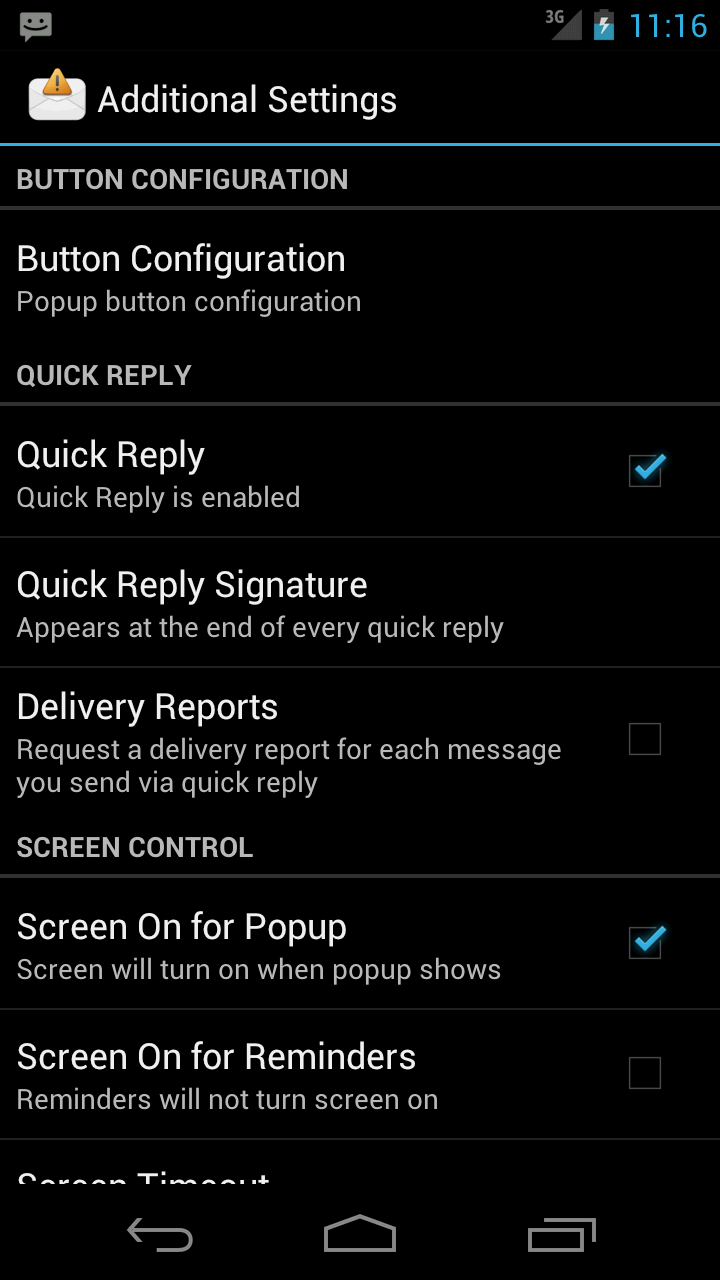 3G 11:16
Additional Settings
BUTTON CONFIGURATION
Button Configuration
Popup button configuration
QUICK REPLY
Quick Reply
Quick Reply is enabled
Quick Reply Signature
Appears at the end of every quick reply
Delivery Reports
Request a delivery report for each message
you send via quick reply
SCREEN CONTROL
Screen On for Popup
Screen will turn on when popup shows
Screen On for Reminders
Reminders will not turn screen on
Screen Timeout